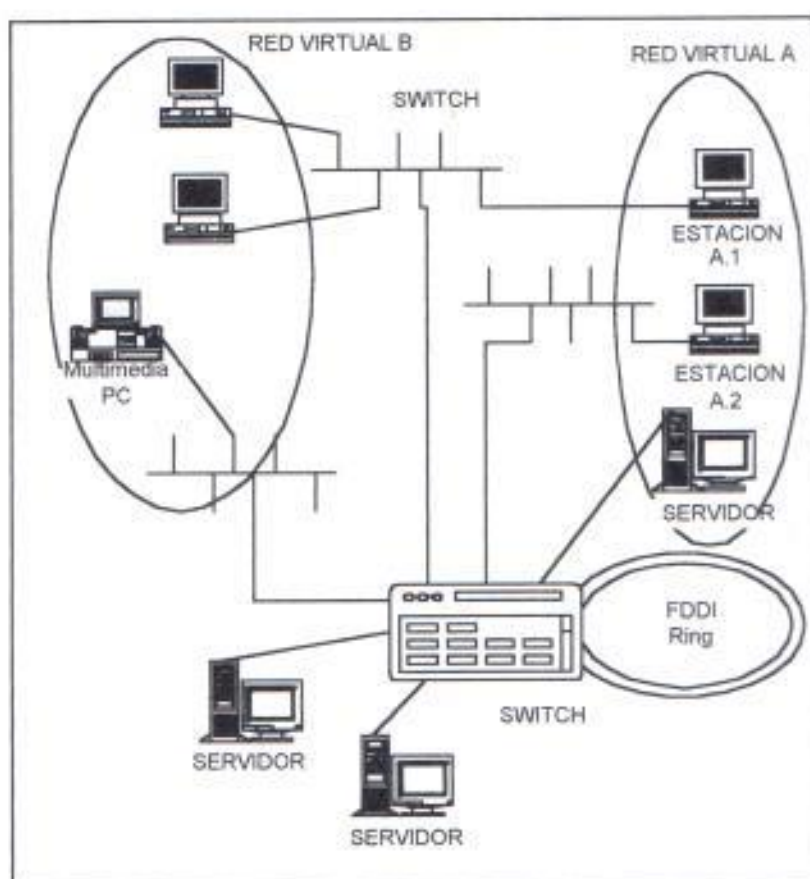 RED VIRTUAL B
RED VIRTUAL A
SWITCH
ESTACION
A.1
ESTACION
A.2
Multimedia
PC
SERVIDOR
FDDI
Ring
SWITCH
SERVIDOR
SERVIDOR